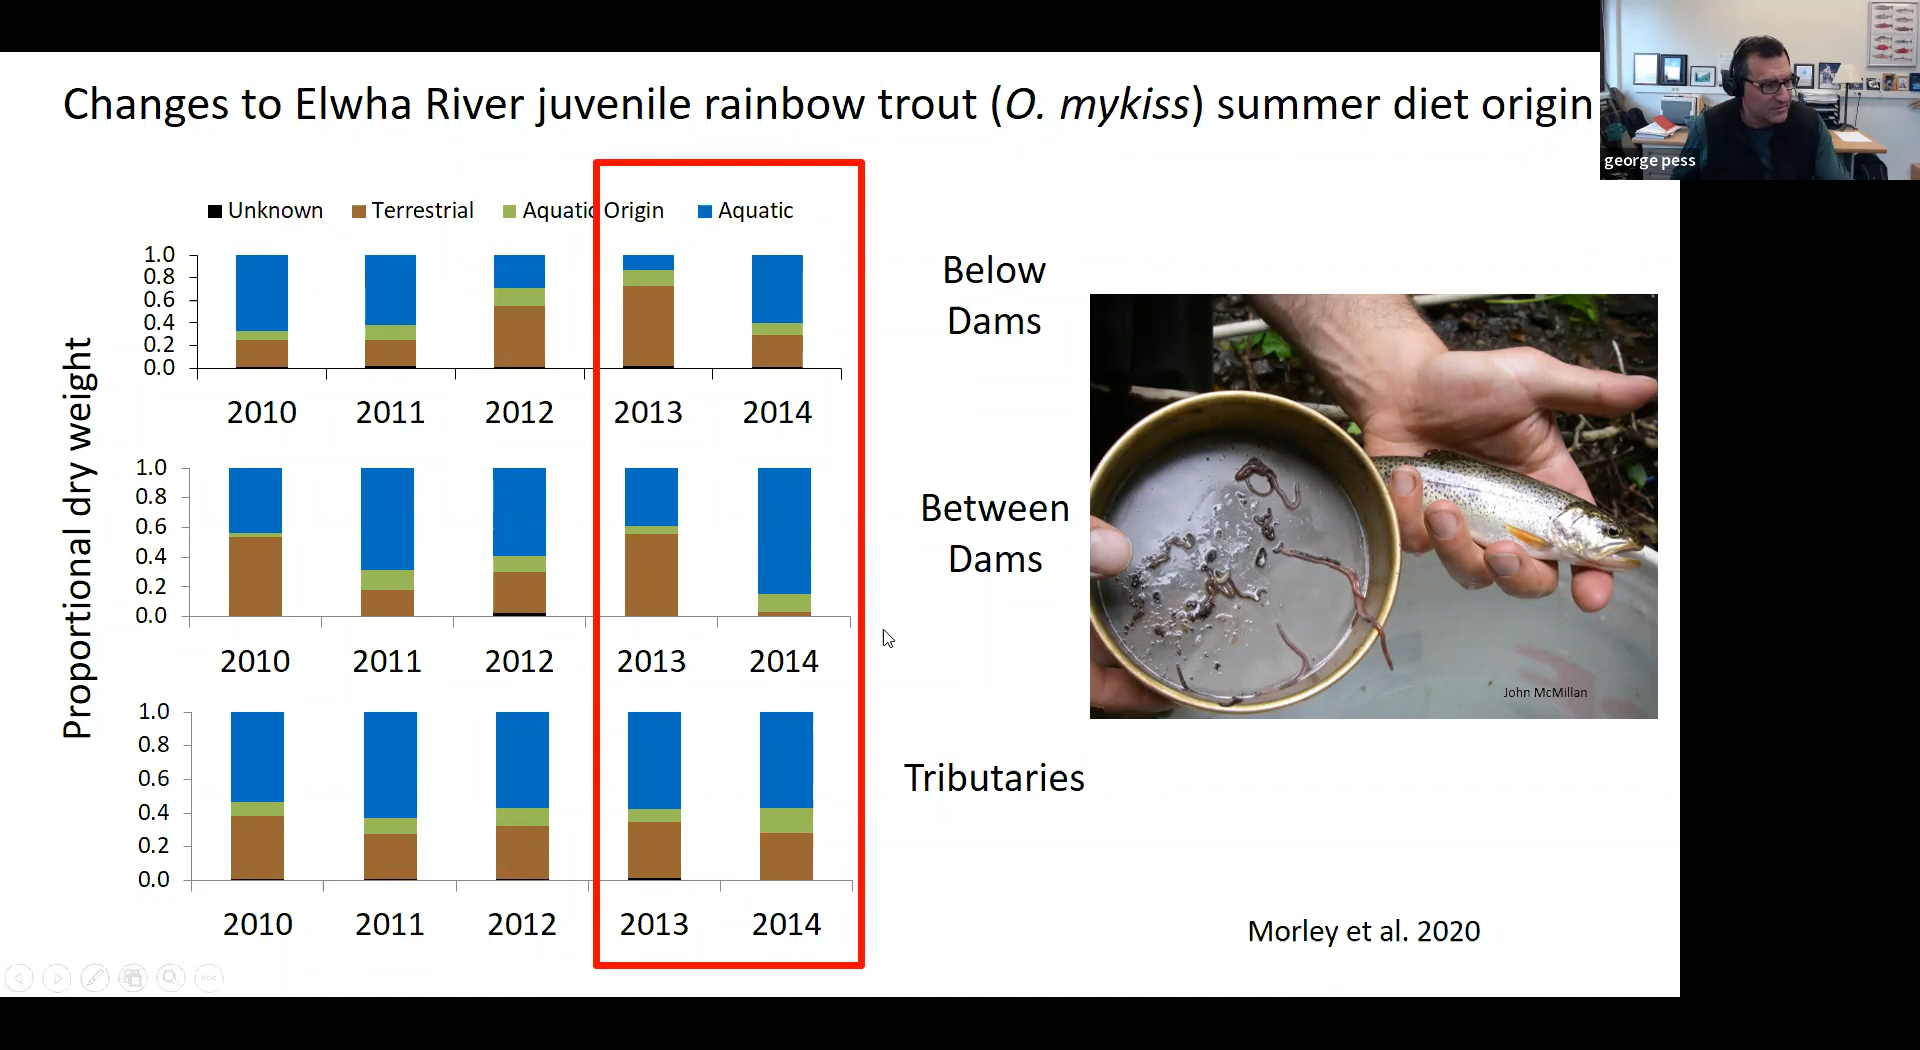 Changes to Elwha River juvenile rainbow trout (O. mykiss) summer diet origin
george pess
Unknown Terrestrial Aquatic Origin Aquatic
Proportional dry weight
1.0
0.8
0.6
0.4
0.2
0.0
2010 2011 2012 2013 2014
Below
Dams
1.0
0.8
0.6
0.4
0.2
0.0
2010 2011 2012 2013 2014
Between
Dams
1.0
0.8
0.6
0.4
0.2
0.0
2010 2011 2012 2013 2014
Tributaries
John McMillan
Morley et al. 2020